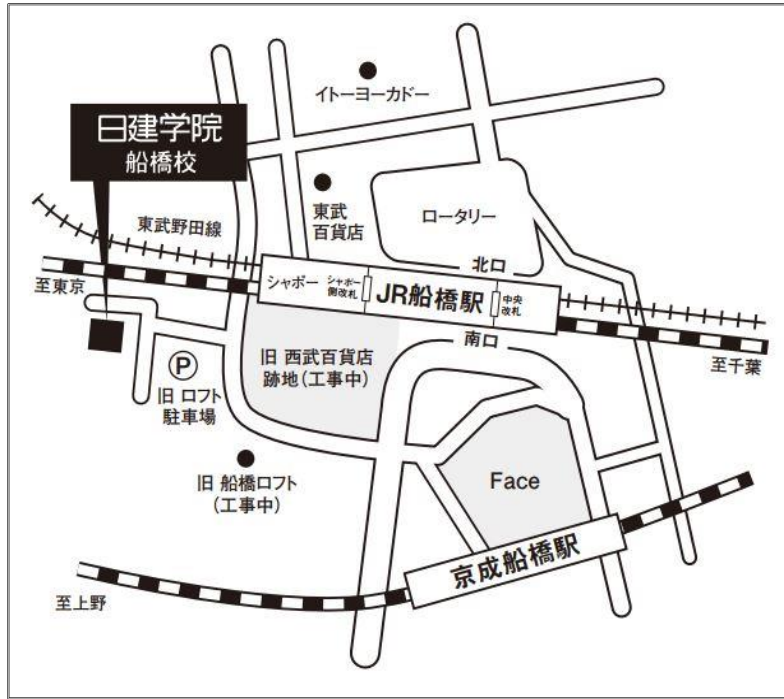 イトーヨーカドー
日建学院
船橋校
東武
百貨店
ロータリー
東武野田線
北口
シャポー
シャポー
側改札
JR船橋駅
中央
改札
至東京
南口
至千葉
旧 西武百貨店
跡地(工事中)
P
旧 ロフト
駐車場
旧 船橋ロフト
(工事中)
Face
京成船橋駅
至上野